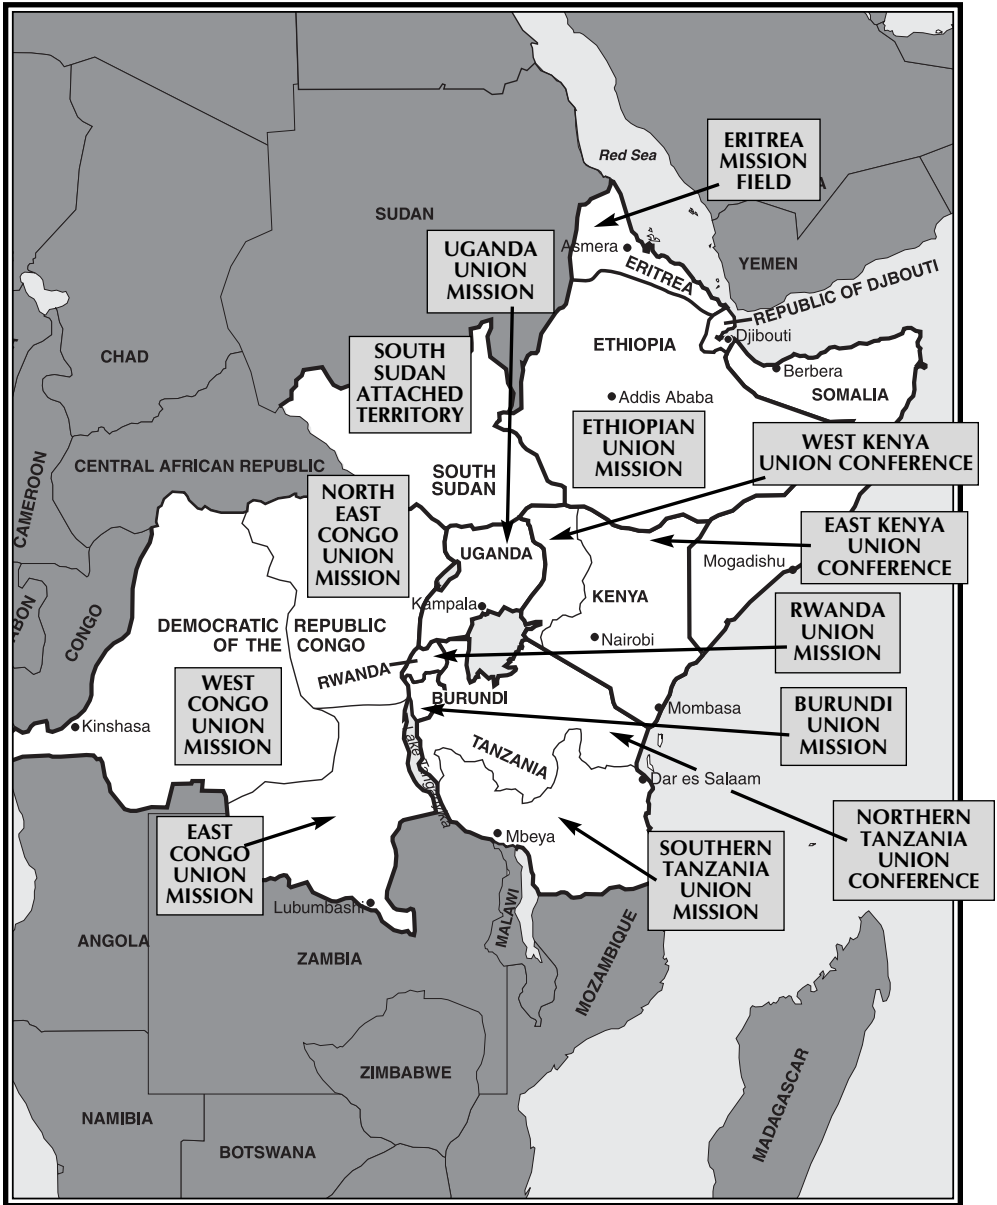 Red Sea
ERITREA
MISSION
FIELD
A
SUDAN
UGANDA
UNION
MISSION
Asmera
ERITREA
YEMEN
REPUBLIC OF DJBOUTI
Djibouti
CHAD
SOUTH
SUDAN
ATTACHED
TERRITORY
ETHIOPIA
Berbera
SOMALIA
Addis Ababa
ETHIOPIAN
UNION
MISSION
WEST KENYA
UNION CONFERENCE
CENTRAL AFRICAN REPUBLIC
SOUTH
SUDAN
CAMEROON
NORTH
EAST
CONGO
UNION
MISSION
EAST KENYA
UNION
CONFERENCE
UGANDA
Mogadishu
BON
CONGO
Kampala
KENYA
RWANDA
UNION
MISSION
DEMOCRATIC REPUBLIC
OF THE CONGO
Nairobi
RWANDA
WEST
CONGO
UNION
MISSION
BURUNDI
BURUNDI
UNION
MISSION
Mombasa
Kinshasa
Lake Tanganyika
TANZANIA
Dar es Salaam
EAST
CONGO
UNION
MISSION
Mbeya
SOUTHERN
TANZANIA
UNION
MISSION
NORTHERN
TANZANIA
UNION
CONFERENCE
Lubumbashi
MALAWI
ANGOLA
ZAMBIA
MOZAMBIQUE
ZIMBABWE
MADAGASCAR
NAMIBIA
BOTSWANA